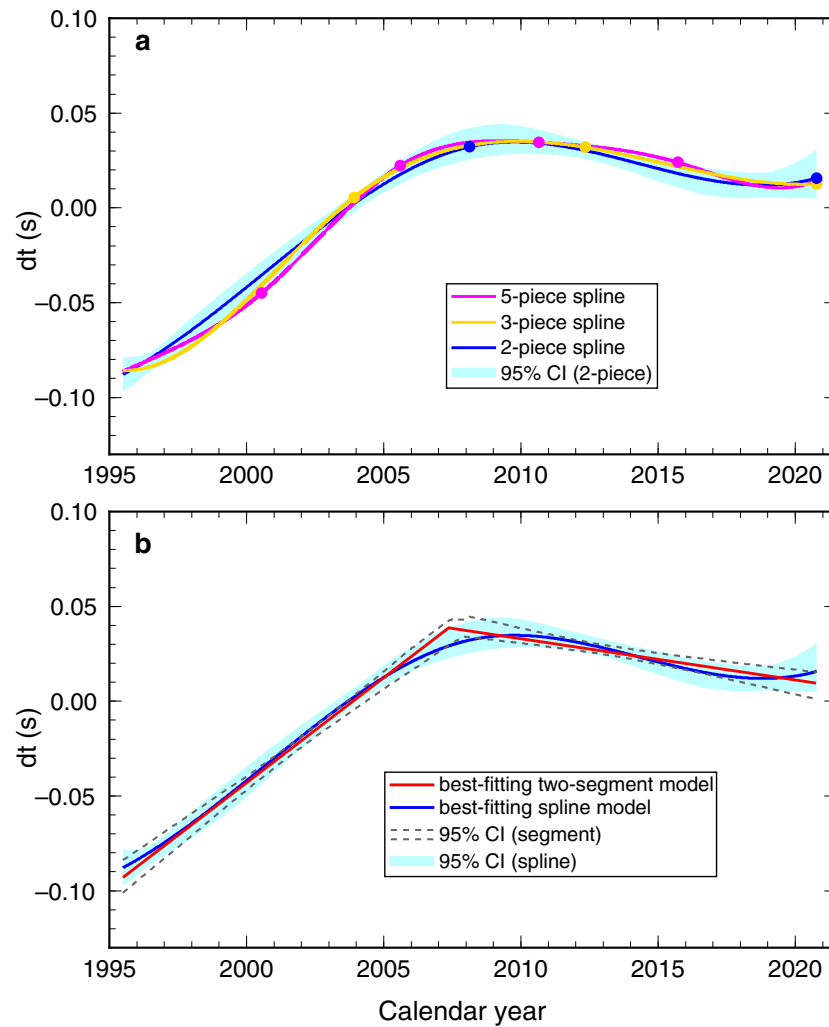 a
0.10
0.05
0.00
−0.05
−0.10
dt (s)
5-piece spline
3-piece spline
2-piece spline
95% CI (2-piece)
1995 2000 2005 2010 2015 2020
b
0.10
0.05
0.00
−0.05
−0.10
dt (s)
best-fitting two-segment model
best-fitting spline model
95% CI (segment)
95% CI (spline)
1995 2000 2005 2010 2015 2020
Calendar year